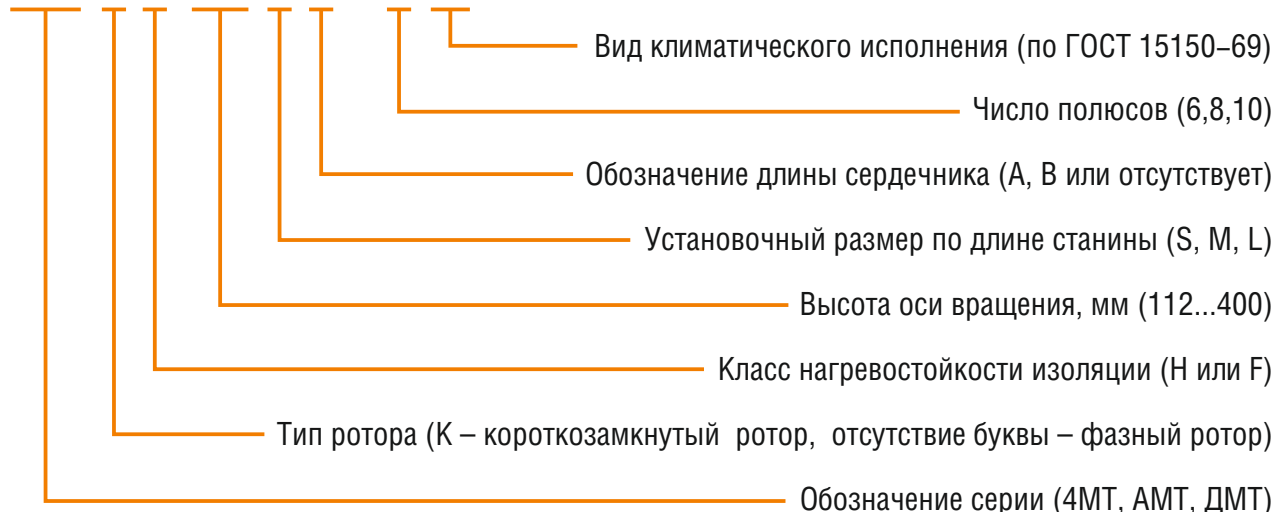 Вид климатического исполнения (по ГОСТ 15150–69)
Число полюсов (6,8,10)
Обозначение длины сердечника (А, В или отсутствует)
Установочный размер по длине станины (S, M, L)
Высота оси вращения, мм (112...400)
Класс нагревостойкости изоляции (Н или F)
Тип ротора (К – короткозамкнутый ротор, отсутствие буквы – фазный ротор)
Обозначение серии (4МТ, АМТ, ДМТ)